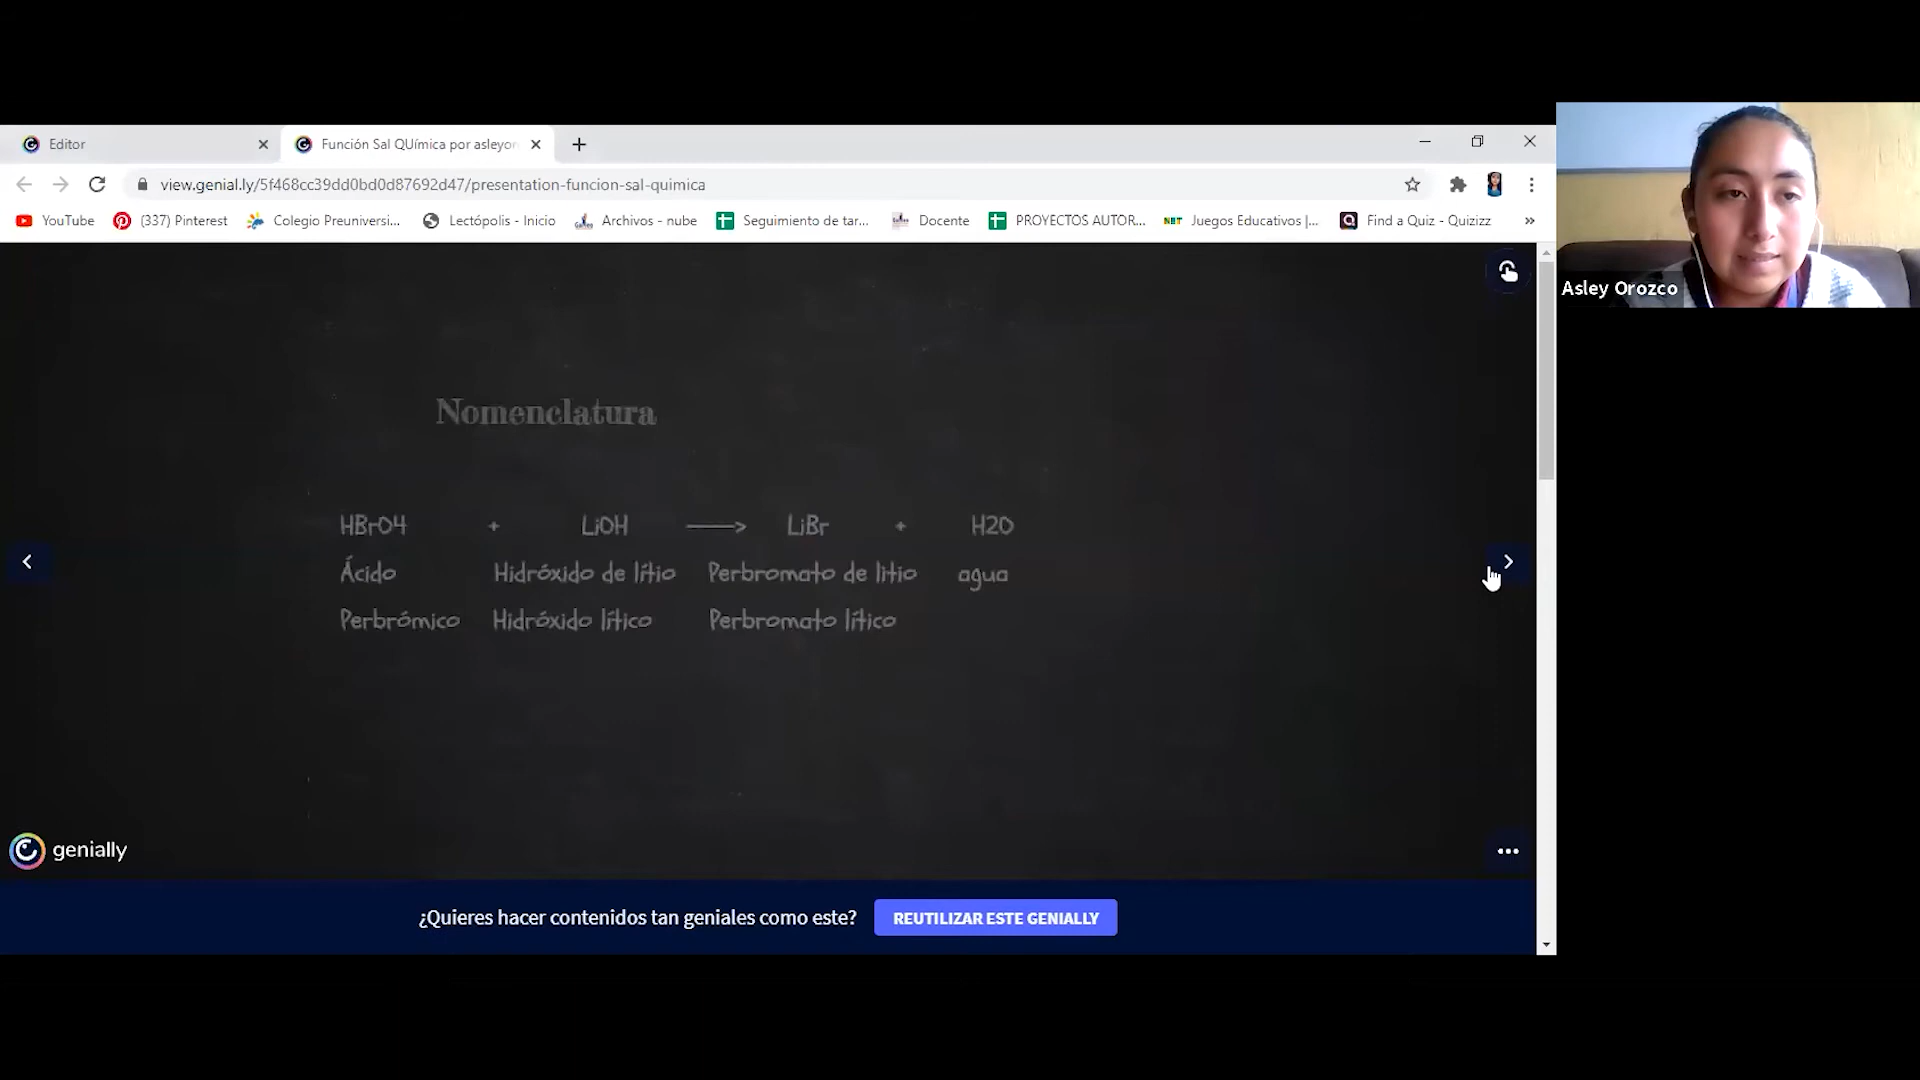 Editor
Función Sal QUímica por asleyor
view.genial.ly/5f468cc39dd0bd0d87692d47/presentation-funcion-sal-quimica
YouTube (337) Pinterest Colegio Preuniversi... Lectópolis - Inicio Archivos - nube Seguimiento de tar... Docente PROYECTOS AUTOR... Juegos Educativos |... Find a Quiz - Quizizz »
Asley Orozco
Nomenclatura
HBrO4 + LiOH ⟶ LiBr + H2O
Ácido Hidróxido de lítio Perbromato de litio agua
Perbrómico Hidróxido lítico Perbromato lítico
genially
¿Quieres hacer contenidos tan geniales como este? REUTILIZAR ESTE GENIALLY